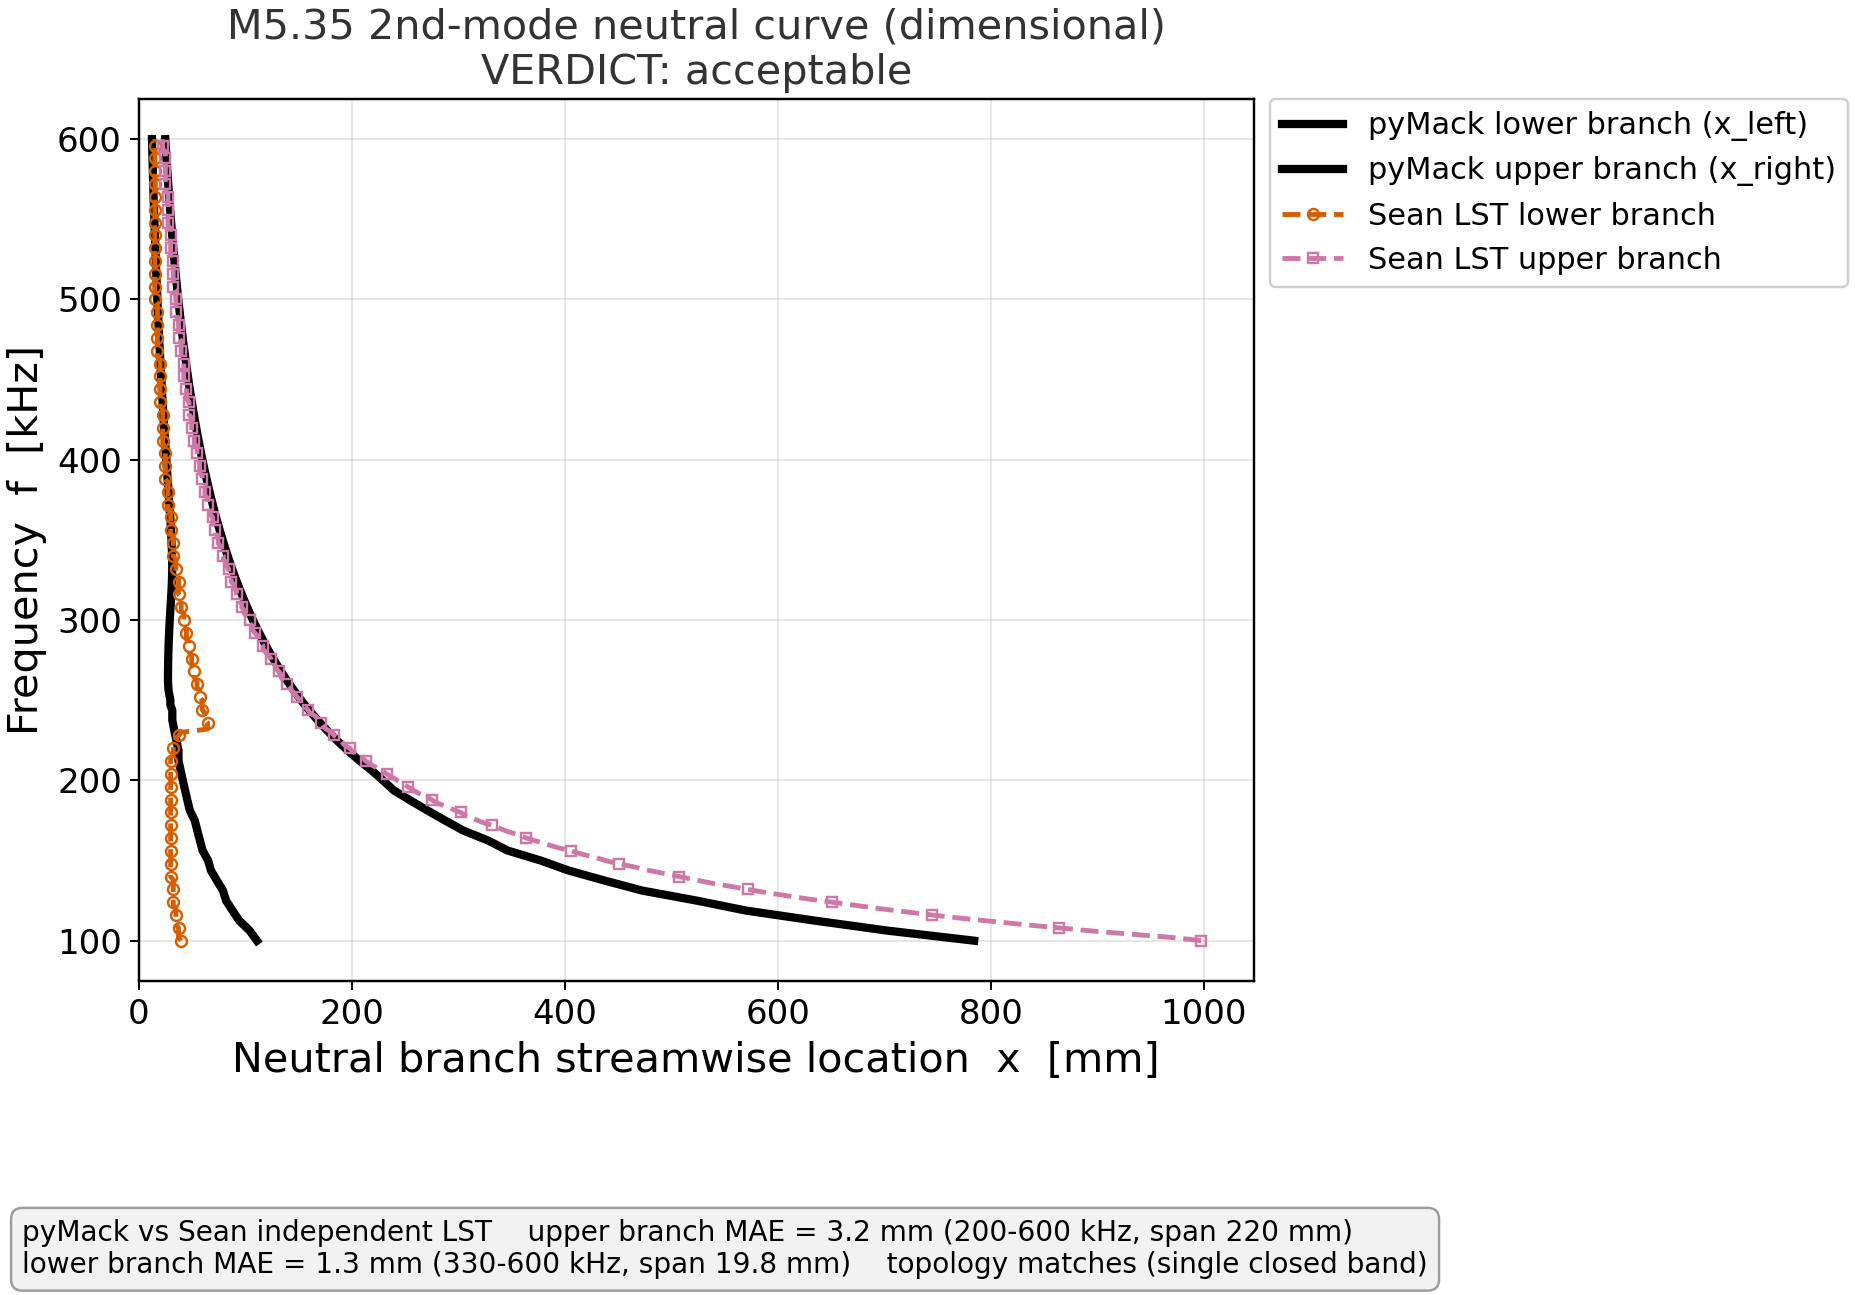 M5.35 2nd-mode neutral curve (dimensional)
VERDICT: acceptable
Frequency f [kHz]
600
500
400
300
200
100
0
200
400
600
800
1000
Neutral branch streamwise location x [mm]
pyMack lower branch (x_left)
pyMack upper branch (x_right)
Sean LST lower branch
Sean LST upper branch
pyMack vs Sean independent LST upper branch MAE = 3.2 mm (200-600 kHz, span 220 mm)
lower branch MAE = 1.3 mm (330-600 kHz, span 19.8 mm) topology matches (single closed band)